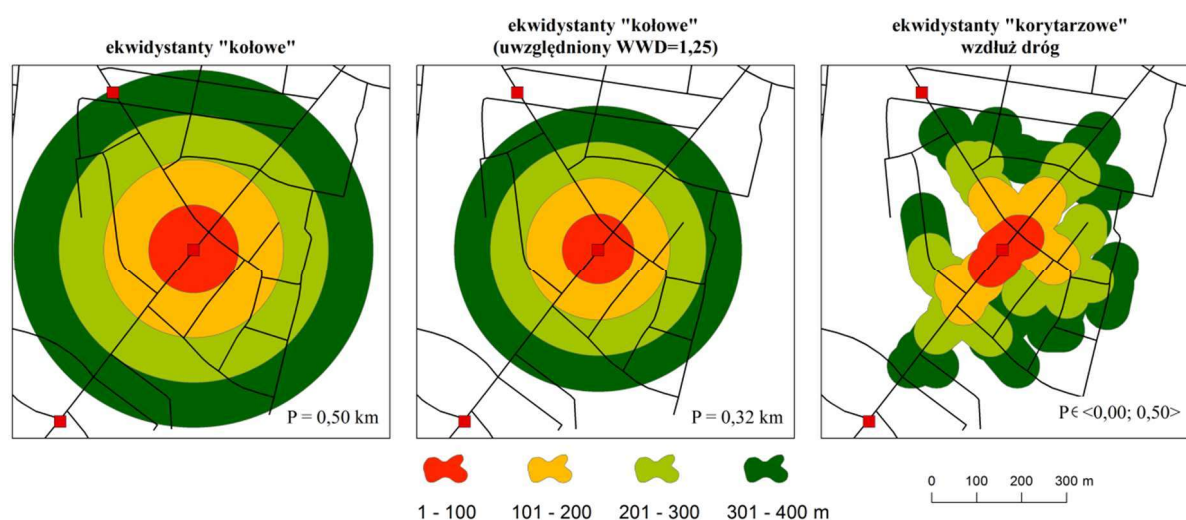 ekwidystanty "kołowe"
ekwidystanty "kołowe"
(uwzględniony WWD=1,25)
ekwidystanty "korytarzowe"
wzdłuż dróg
P = 0,50 km
P = 0,32 km
P ϵ <0,00; 0,50>
1 - 100
101 - 200
201 - 300
301 - 400 m
0 100 200 300 m